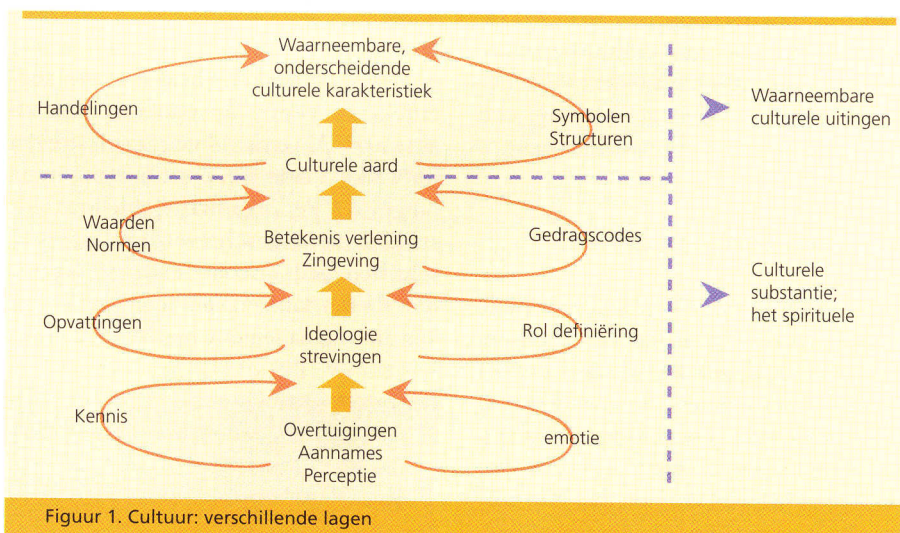 Waarneembare,
onderscheidende
culturele karakteristiek
Handelingen
Symbolen
Structuren
Waarneembare
culturele uitingen
Culturele aard
Waarden
Normen
Betekenis verlening
Zingeving
Gedragscodes
Culturele
substantie;
het spirituele
Opvattingen
Ideologie
strevingen
Rol definiëring
Kennis
Overtuigingen
Aannames
Perceptie
emotie
Figuur 1. Cultuur: verschillende lagen